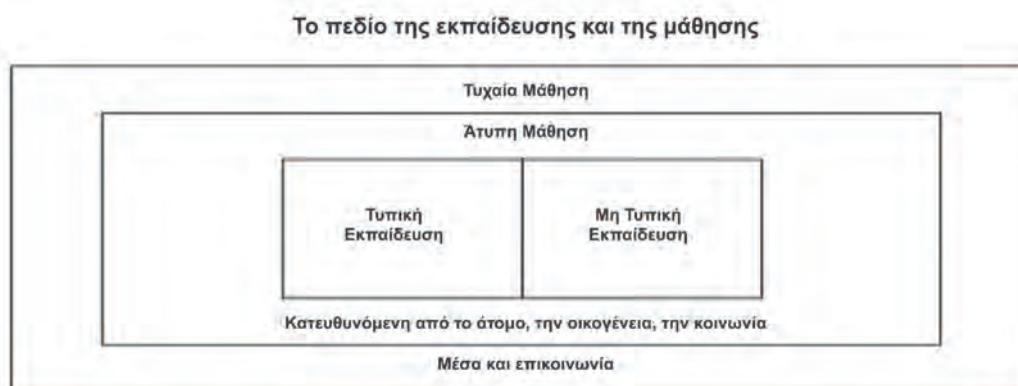 Το πεδίο της εκπαίδευσης και της μάθησης
Τυχαία Μάθηση
Άτυπη Μάθηση
Τυπική
Εκπαίδευση
Μη Τυπική
Εκπαίδευση
Κατευθυνόμενη από το άτομο, την οικογένεια, την κοινωνία
Μέσα και επικοινωνία